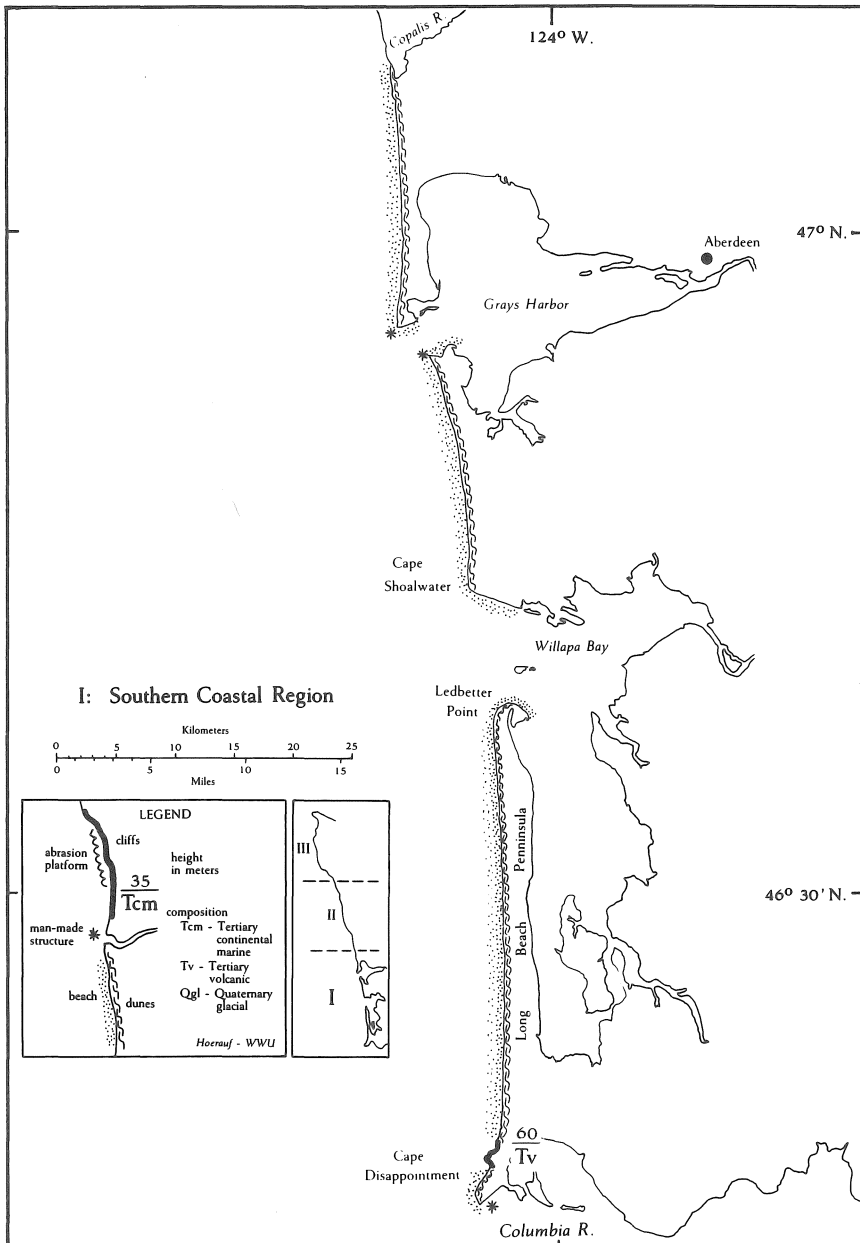 Copalis R.
124° W.
47° N.
Aberdeen
Grays Harbor
Cape
Shoalwater
Willapa Bay
Ledbetter
Point
I: Southern Coastal Region
Kilometers
0 5 10 15 20 25
0 5 10 15
Miles
LEGEND
cliffs
abrasion
platform
height
in meters
35
Tcm
composition
Tcm - Tertiary
continental
marine
man-made
structure
Tv - Tertiary
volcanic
Qgl - Quaternary
glacial
beach
dunes
Hoerauf - WWU
III
II
I
46° 30' N.
Long Beach Penninsula
60
Tv
Cape
Disappointment
Columbia R.